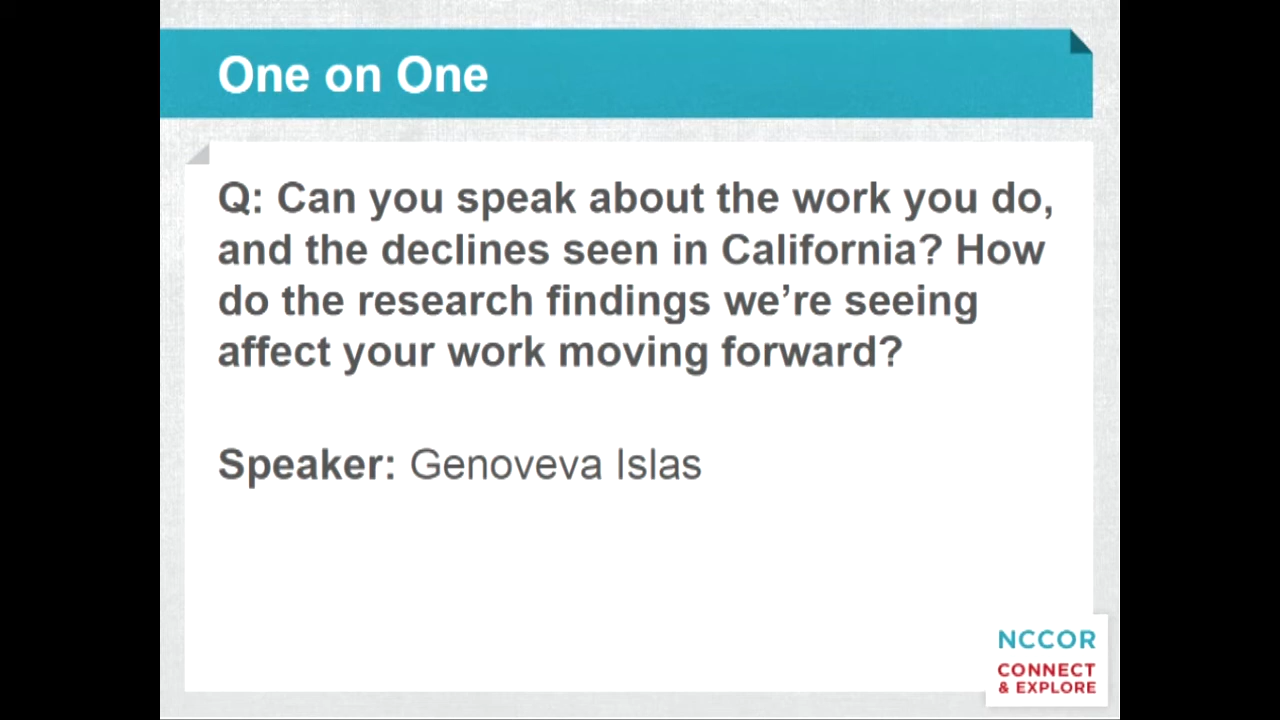 One on One
Q: Can you speak about the work you do,
and the declines seen in California? How
do the research findings we’re seeing
affect your work moving forward?
Speaker: Genoveva Islas
NCCOR
CONNECT
& EXPLORE